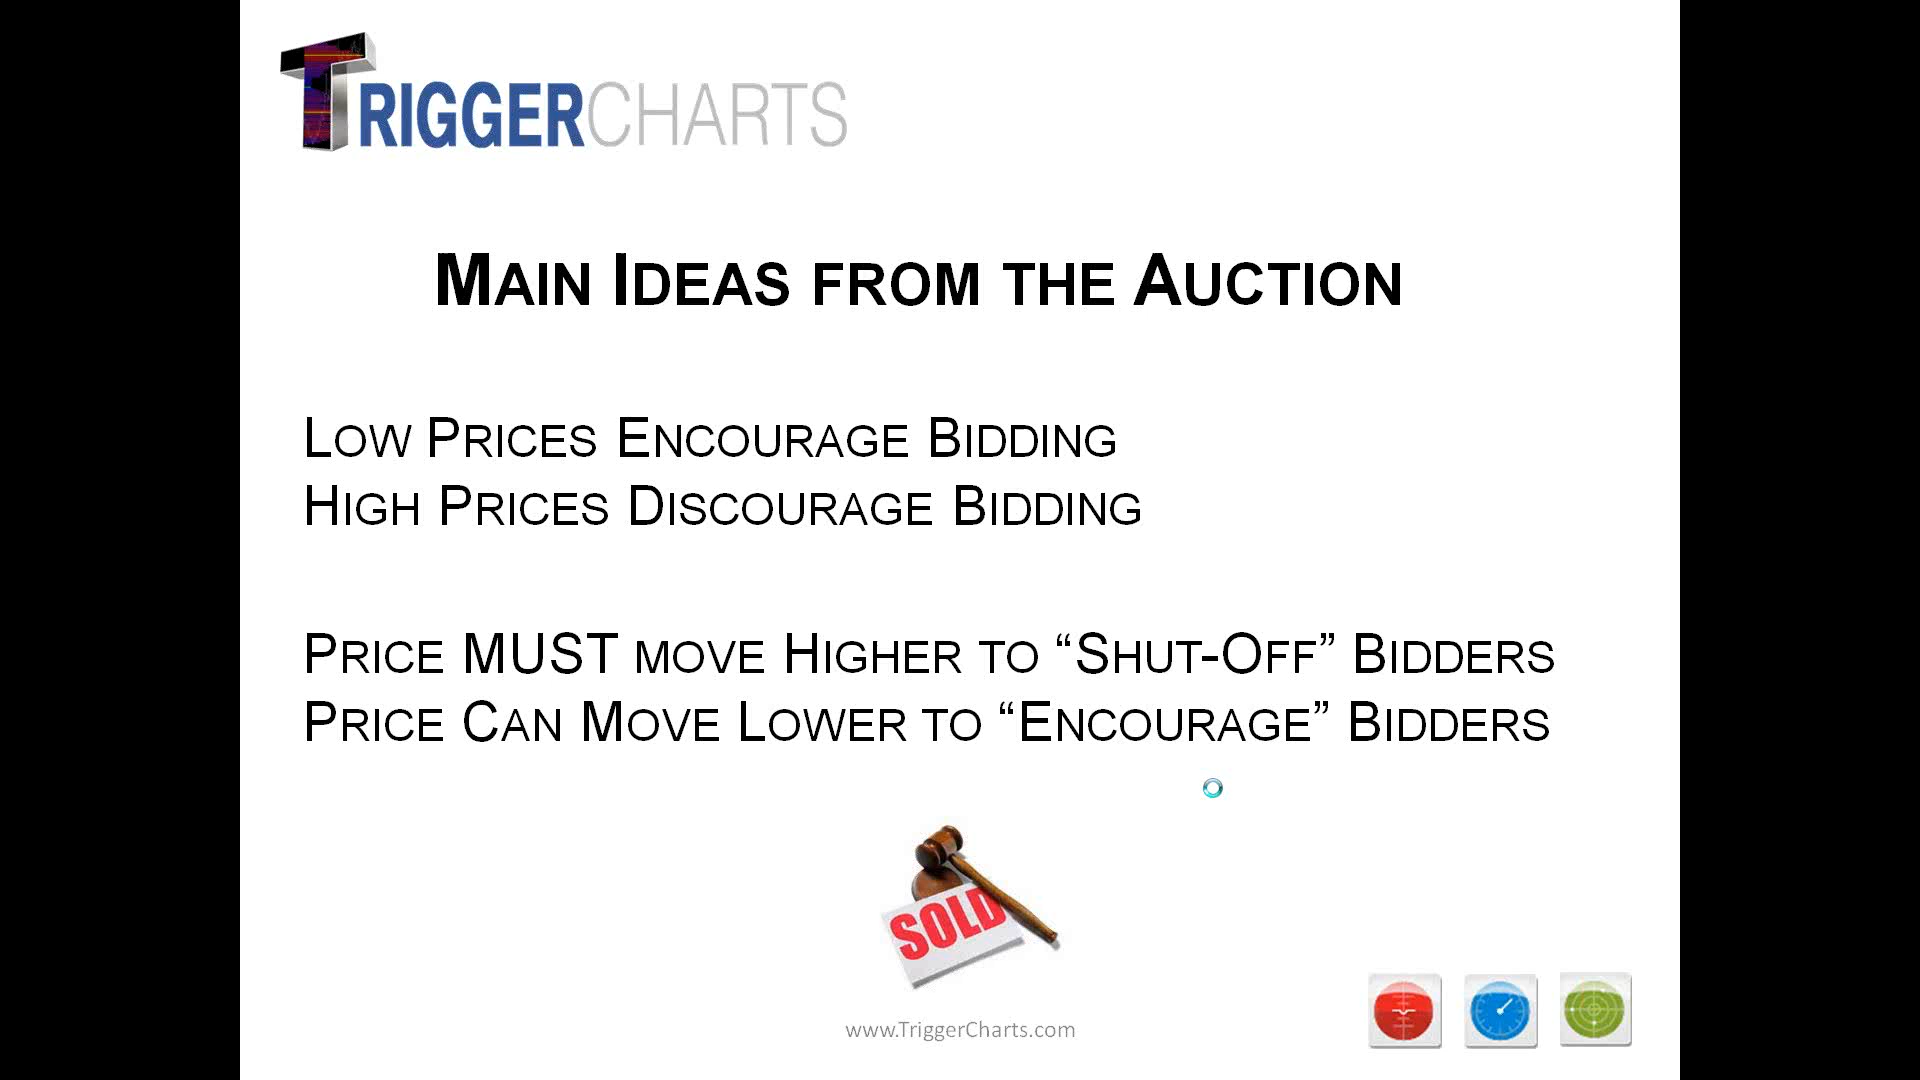 TRIGGERCHARTS
MAIN IDEAS FROM THE AUCTION
LOW PRICES ENCOURAGE BIDDING
HIGH PRICES DISCOURAGE BIDDING
PRICE MUST MOVE HIGHER TO “SHUT-OFF” BIDDERS
PRICE CAN MOVE LOWER TO “ENCOURAGE” BIDDERS
SOLD
www.TriggerCharts.com